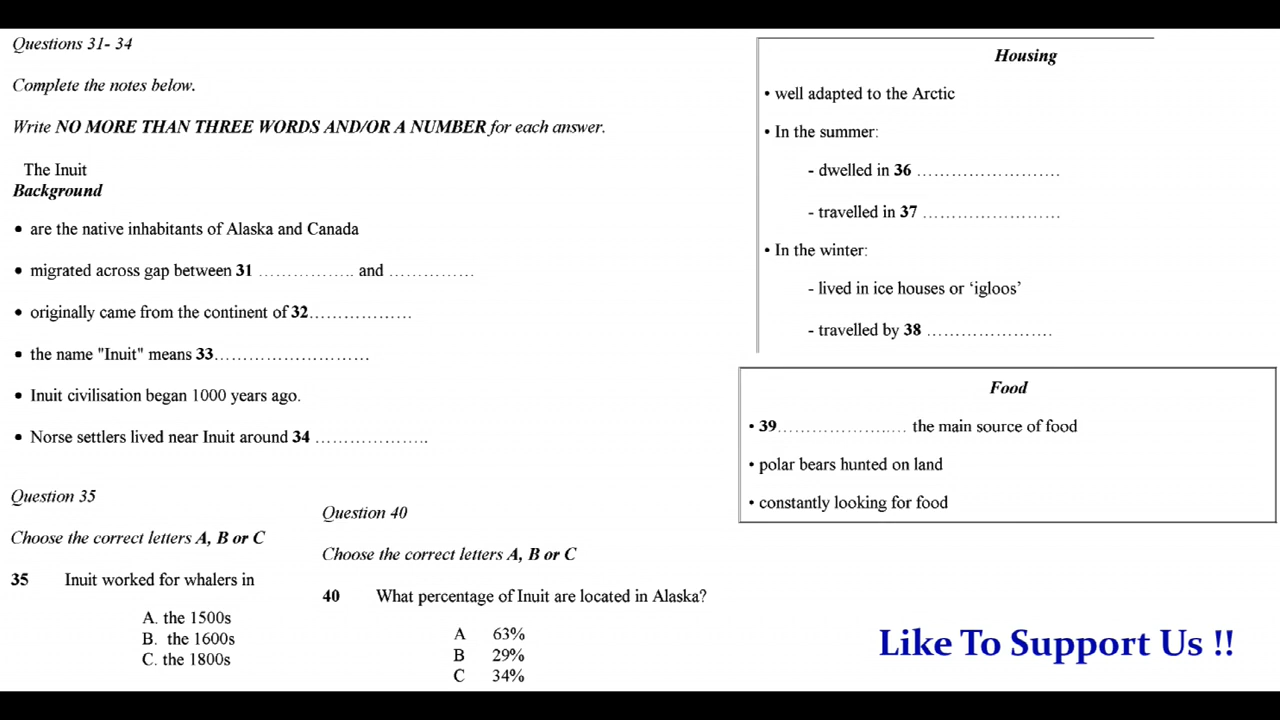 Questions 31- 34
Complete the notes below.
Write NO MORE THAN THREE WORDS AND/OR A NUMBER for each answer.
The Inuit
Background
• are the native inhabitants of Alaska and Canada
• migrated across gap between 31 ................ and ..............
• originally came from the continent of 32..................
• the name "Inuit" means 33...........................
• Inuit civilisation began 1000 years ago.
• Norse settlers lived near Inuit around 34 ....................
Question 35
Choose the correct letters A, B or C
35 Inuit worked for whalers in
A. the 1500s
B. the 1600s
C. the 1800s
Question 40
Choose the correct letters A, B or C
40 What percentage of Inuit are located in Alaska?
A 63%
B 29%
C 34%
Housing
• well adapted to the Arctic
• In the summer:
- dwelled in 36 .........................
- travelled in 37 ........................
• In the winter:
- lived in ice houses or ‘igloos’
- travelled by 38 ......................
Food
• 39....................... the main source of food
• polar bears hunted on land
• constantly looking for food
Like To Support Us !!